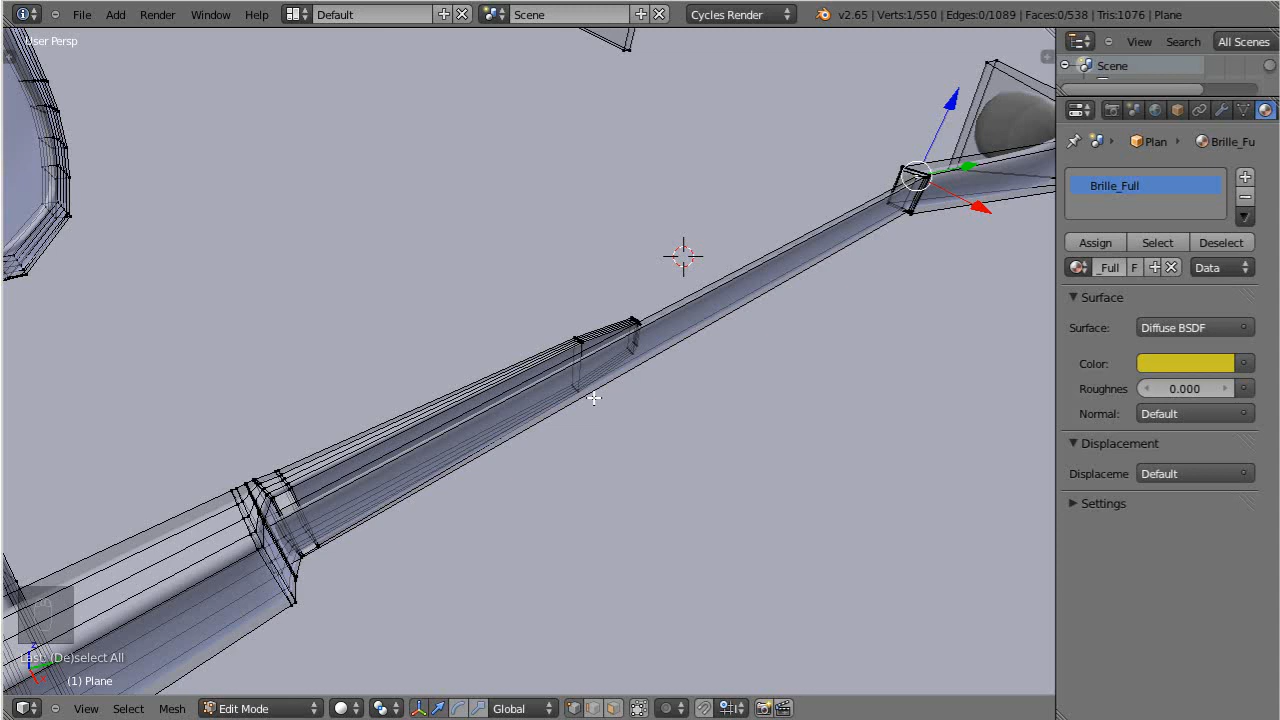 File Add Render Window Help Default Scene Cycles Render v2.65 | Verts:1/550 | Edges:0/1089 | Faces:0/538 | Tris:1076 | Plane
User Persp
View Search All Scenes
Scene
Plan Brille_Fu
Brille_Full
Assign Select Deselect
_Full F Data
Surface
Surface: Diffuse BSDF
Color:
Roughnes 0.000
Normal: Default
Displacement
Displaceme Default
Settings
Last: (De)select All
(1) Plane
View Select Mesh Edit Mode Global